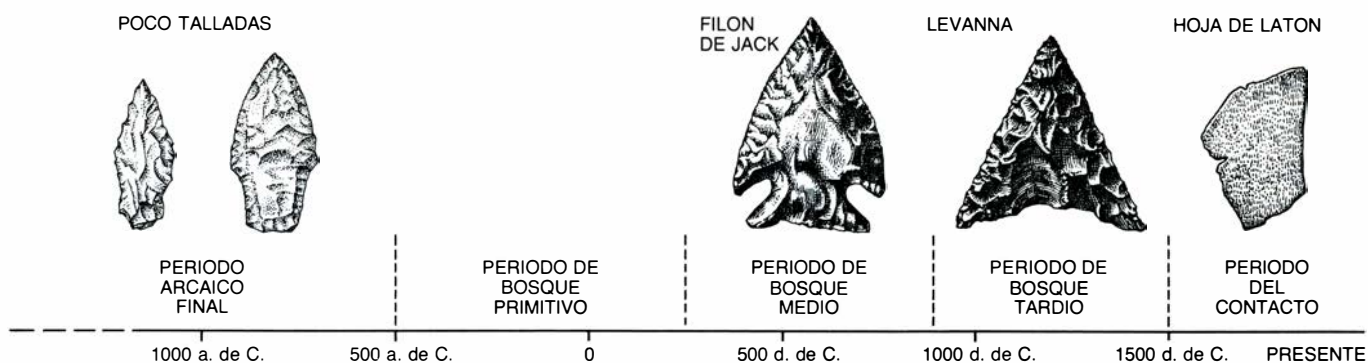 POCO TALLADAS
FILON
DE JACK
LEVANNA
HOJA DE LATON
PERIODO
ARCAICO
FINAL
PERIODO DE
BOSQUE
PRIMITIVO
PERIODO DE
BOSQUE
MEDIO
PERIODO DE
BOSQUE
TARDIO
PERIODO
DEL
CONTACTO
1000 a. de C.
500 a. de C.
0
500 d. de C.
1000 d. de C.
1500 d. de C.
PRESENTE